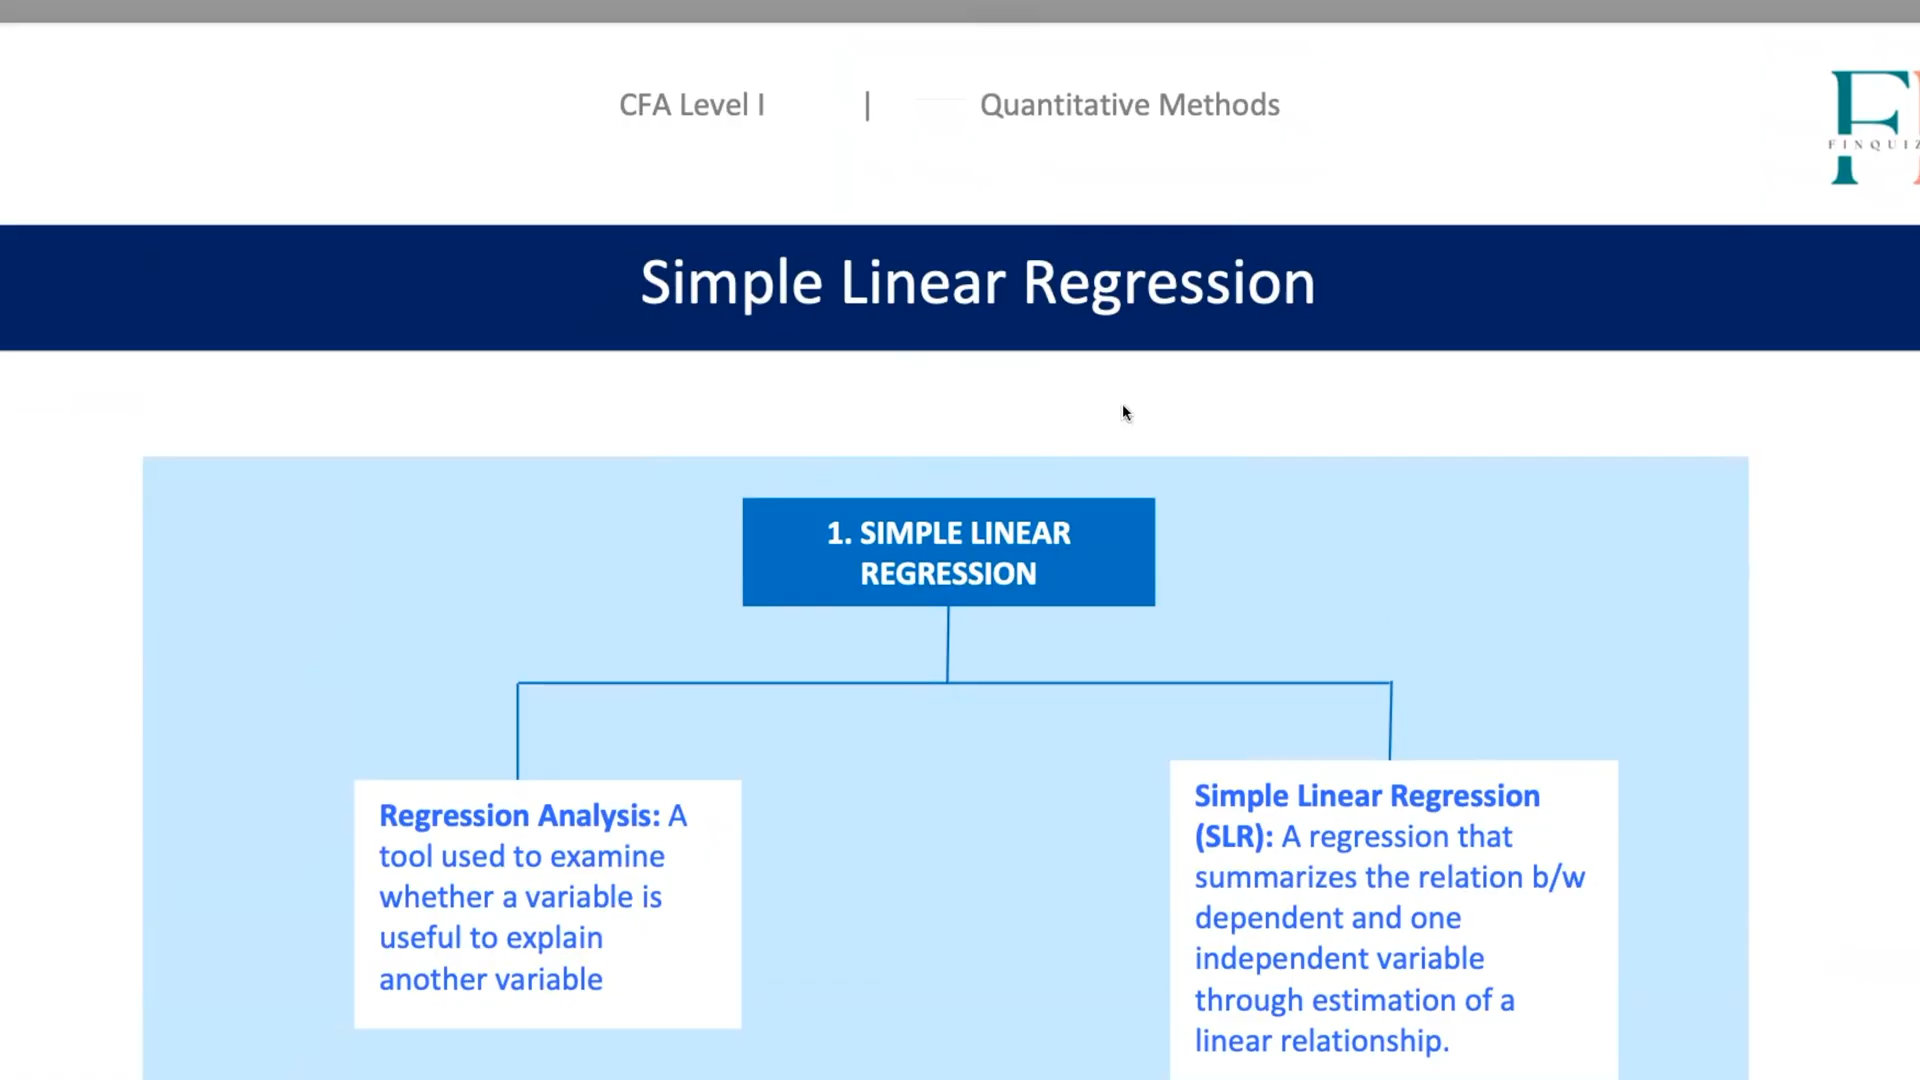 CFA Level I | Quantitative Methods
FINQUIZ
Simple Linear Regression
1. SIMPLE LINEAR
REGRESSION
Regression Analysis: A
tool used to examine
whether a variable is
useful to explain
another variable
Simple Linear Regression
(SLR): A regression that
summarizes the relation b/w
dependent and one
independent variable
through estimation of a
linear relationship.